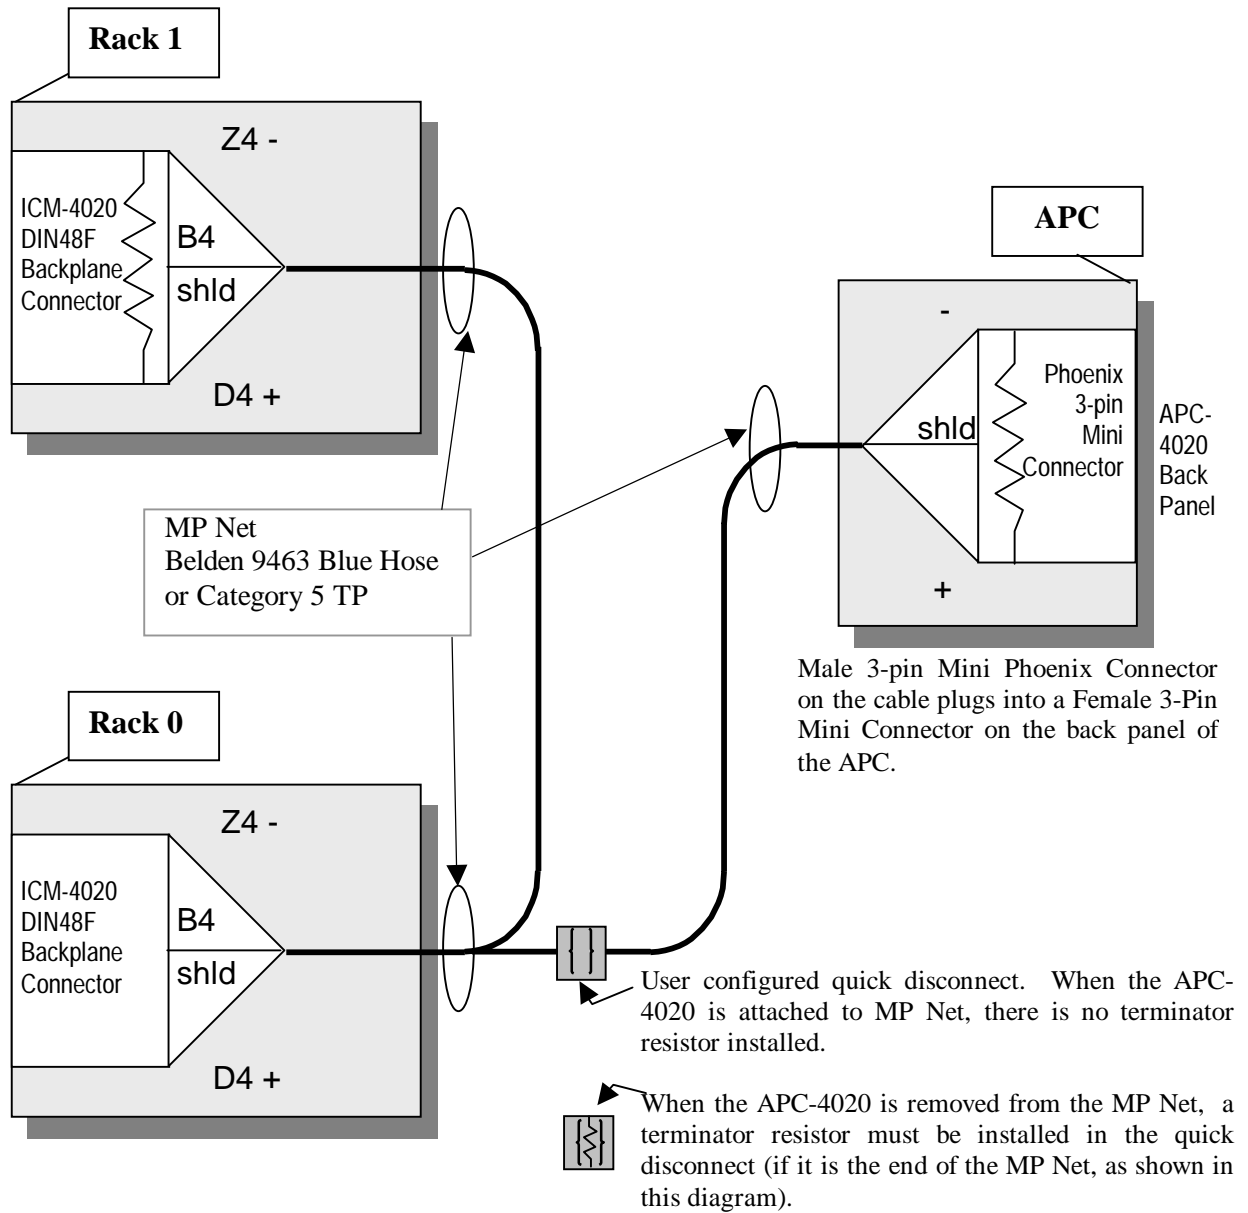 Rack 1
Z4 -
ICM-4020
DIN48F
Backplane
Connector
B4
shld
D4 +
APC
-
Phoenix
3-pin
Mini
Connector
shld
+
APC-
4020
Back
Panel
MP Net
Belden 9463 Blue Hose
or Category 5 TP
Male 3-pin Mini Phoenix Connector
on the cable plugs into a Female 3-Pin
Mini Connector on the back panel of
the APC.
Rack 0
Z4 -
ICM-4020
DIN48F
Backplane
Connector
B4
shld
D4 +
User configured quick disconnect. When the APC-
4020 is attached to MP Net, there is no terminator
resistor installed.
When the APC-4020 is removed from the MP Net, a
terminator resistor must be installed in the quick
disconnect (if it is the end of the MP Net, as shown in
this diagram).